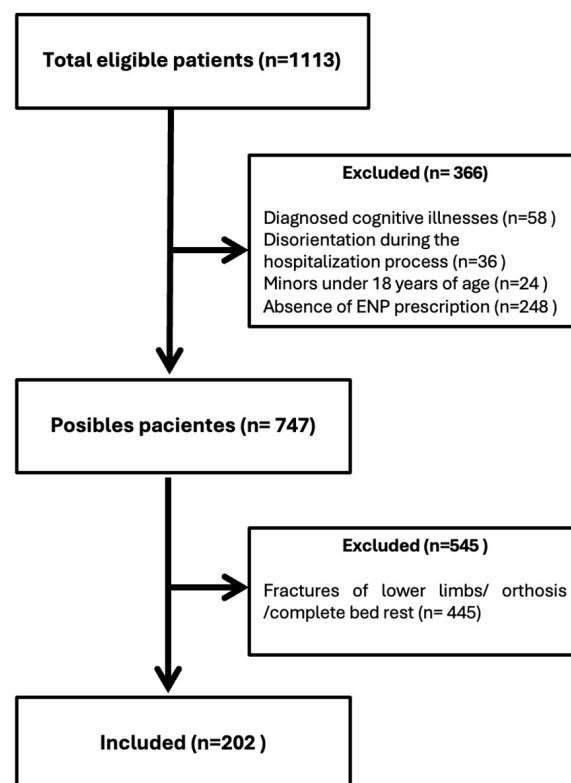 Total eligible patients (n=1113)
Excluded (n= 366)
Diagnosed cognitive illnesses (n=58 )
Disorientation during the
hospitalization process (n=36 )
Minors under 18 years of age (n=24 )
Absence of ENP prescription (n=248 )
Posibles pacientes (n= 747)
Excluded (n=545 )
Fractures of lower limbs/ orthosis
/complete bed rest (n= 445)
Included (n=202 )